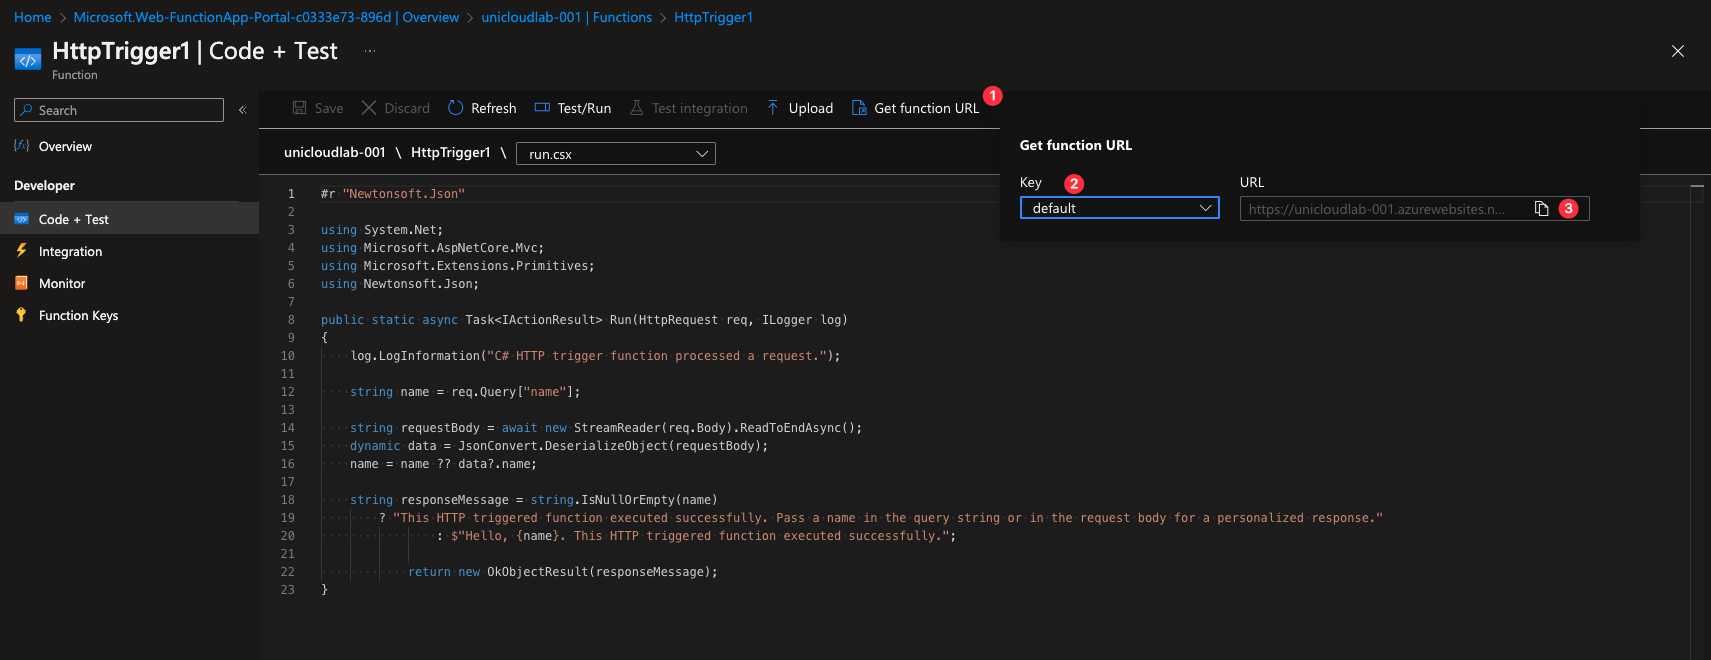 Home > Microsoft.Web-FunctionApp-Portal-c0333e73-896d | Overview > unicloudlab-001 | Functions > HttpTrigger1
HttpTrigger1 | Code + Test ...
Function
Search
«
Overview
Developer
Code + Test
Integration
Monitor
Function Keys
Save Discard Refresh Test/Run Test integration Upload Get function URL 1
unicloudlab-001 \ HttpTrigger1 \ run.csx
Get function URL
Key 2 URL
default https://unicloudlab-001.azurewebsites.n... 3
1 #r "Newtonsoft.Json"
2
3 using System.Net;
4 using Microsoft.AspNetCore.Mvc;
5 using Microsoft.Extensions.Primitives;
6 using Newtonsoft.Json;
7
8 public static async Task<IActionResult> Run(HttpRequest req, ILogger log)
9 {
10 log.LogInformation("C# HTTP trigger function processed a request.");
11
12 string name = req.Query["name"];
13
14 string requestBody = await new StreamReader(req.Body).ReadToEndAsync();
15 dynamic data = JsonConvert.DeserializeObject(requestBody);
16 name = name ?? data?.name;
17
18 string responseMessage = string.IsNullOrEmpty(name)
19 ? "This HTTP triggered function executed successfully. Pass a name in the query string or in the request body for a personalized response."
20 : $"Hello, {name}. This HTTP triggered function executed successfully.";
21
22 return new OkObjectResult(responseMessage);
23 }